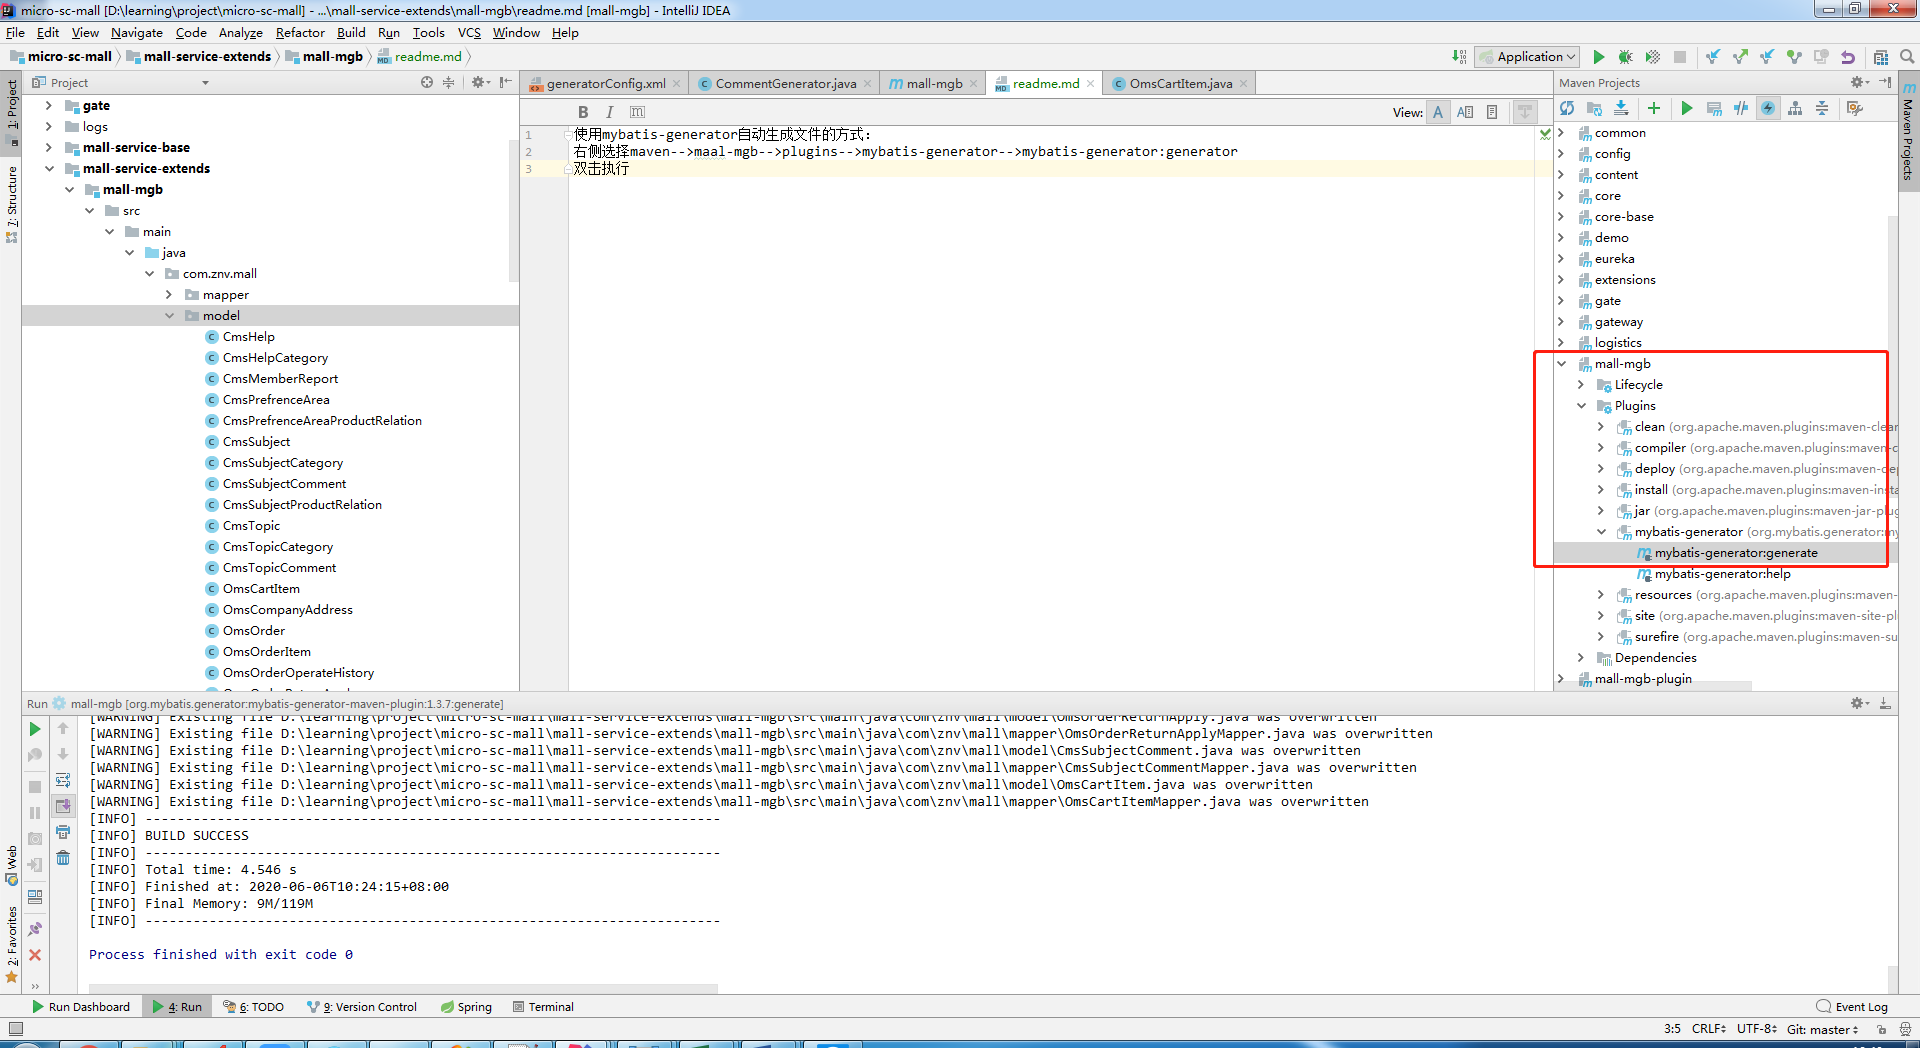 micro-sc-mall [D:\learning\project\micro-sc-mall] - ...\mall-service-extends\mall-mgb\readme.md [mall-mgb] - IntelliJ IDEA
File Edit View Navigate Code Analyze Refactor Build Run Tools VCS Window Help
micro-sc-mall mall-service-extends mall-mgb readme.md
Application
1: Project
7: Structure
Project
gate
logs
mall-service-base
mall-service-extends
mall-mgb
src
main
java
com.znv.mall
mapper
model
CmsHelp
CmsHelpCategory
CmsMemberReport
CmsPrefrenceArea
CmsPrefrenceAreaProductRelation
CmsSubject
CmsSubjectCategory
CmsSubjectComment
CmsSubjectProductRelation
CmsTopic
CmsTopicCategory
CmsTopicComment
OmsCartItem
OmsCompanyAddress
OmsOrder
OmsOrderItem
OmsOrderOperateHistory
generatorConfig.xml CommentGenerator.java mall-mgb readme.md OmsCartItem.java
B I m View: A
1 使用mybatis-generator自动生成文件的方式：
2 右侧选择maven-->maal-mgb-->plugins-->mybatis-generator-->mybatis-generator:generator
3 双击执行
Maven Projects
Maven Projects
common
config
content
core
core-base
demo
eureka
extensions
gate
gateway
logistics
mall-mgb
Lifecycle
Plugins
clean (org.apache.maven.plugins:maven-clean
compiler (org.apache.maven.plugins:maven-c
deploy (org.apache.maven.plugins:maven-dep
install (org.apache.maven.plugins:maven-insta
jar (org.apache.maven.plugins:maven-jar-plug
mybatis-generator (org.mybatis.generator:my
mybatis-generator:generate
mybatis-generator:help
resources (org.apache.maven.plugins:maven-
site (org.apache.maven.plugins:maven-site-pl
surefire (org.apache.maven.plugins:maven-su
Dependencies
mall-mgb-plugin
Run mall-mgb [org.mybatis.generator:mybatis-generator-maven-plugin:1.3.7:generate]
[WARNING] Existing file D:\learning\project\micro-sc-mall\mall-service-extends\mall-mgb\src\main\java\com\znv\mall\model\OmsOrderReturnApply.java was overwritten
[WARNING] Existing file D:\learning\project\micro-sc-mall\mall-service-extends\mall-mgb\src\main\java\com\znv\mall\mapper\OmsOrderReturnApplyMapper.java was overwritten
[WARNING] Existing file D:\learning\project\micro-sc-mall\mall-service-extends\mall-mgb\src\main\java\com\znv\mall\model\CmsSubjectComment.java was overwritten
[WARNING] Existing file D:\learning\project\micro-sc-mall\mall-service-extends\mall-mgb\src\main\java\com\znv\mall\mapper\CmsSubjectCommentMapper.java was overwritten
[WARNING] Existing file D:\learning\project\micro-sc-mall\mall-service-extends\mall-mgb\src\main\java\com\znv\mall\model\OmsCartItem.java was overwritten
[WARNING] Existing file D:\learning\project\micro-sc-mall\mall-service-extends\mall-mgb\src\main\java\com\znv\mall\mapper\OmsCartItemMapper.java was overwritten
[INFO] ------------------------------------------------------------------------
[INFO] BUILD SUCCESS
[INFO] ------------------------------------------------------------------------
[INFO] Total time: 4.546 s
[INFO] Finished at: 2020-06-06T10:24:15+08:00
[INFO] Final Memory: 9M/119M
[INFO] ------------------------------------------------------------------------
Process finished with exit code 0
Web
2: Favorites
Run Dashboard 4: Run 6: TODO 9: Version Control Spring Terminal Event Log
3:5 CRLF UTF-8 Git: master